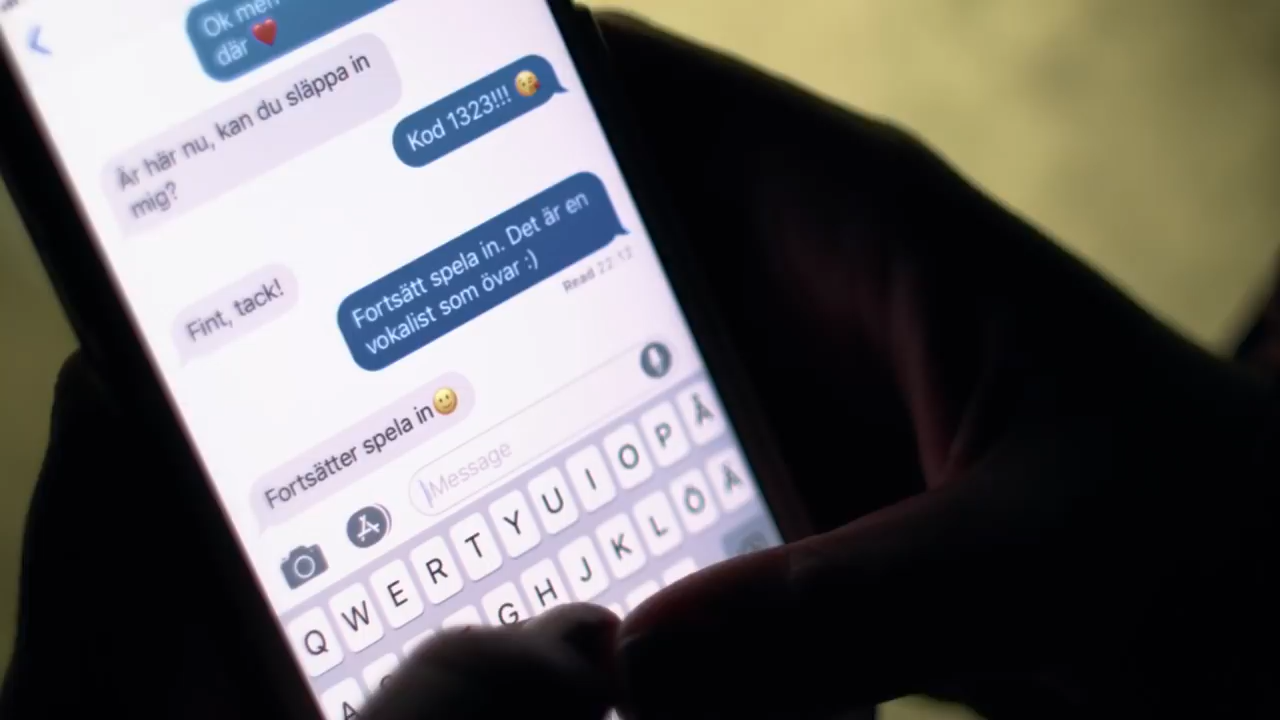 Ok men
där ❤️
Är här nu, kan du släppa in
mig?
Kod 1323!!! 😘
Fint, tack!
Fortsätt spela in. Det är en
vokalist som övar :)
Read 22:12
Fortsätter spela in🙂
Message
Q W E R T Y U I O P Å
A G H J K L Ö Ä